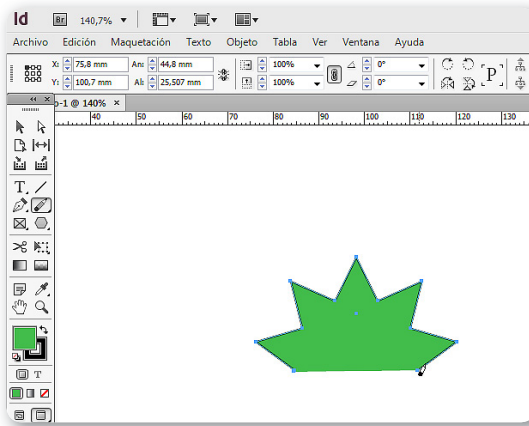 Id Br 140,7%
Archivo Edición Maquetación Texto Objeto Tabla Ver Ventana Ayuda
X: 75,8 mm An: 44,8 mm 100% 0°
Y: 100,7 mm Al: 25,507 mm 100% 0° P
o-1 @ 140% ×
40 50 60 70 80 90 100 110 120 130
T
T